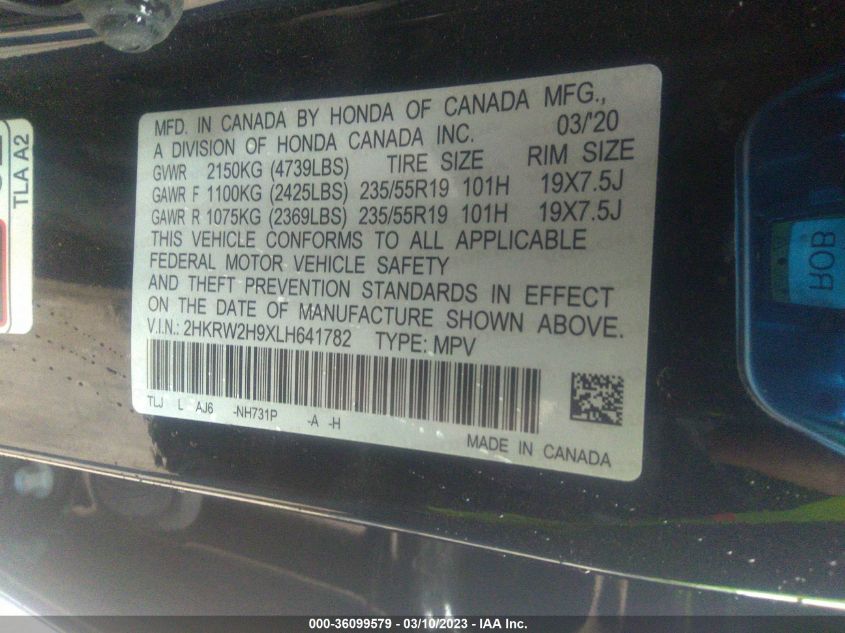 MFD. IN CANADA BY HONDA OF CANADA MFG.,
A DIVISION OF HONDA CANADA INC. 03/'20
GVWR 2150KG (4739LBS) TIRE SIZE RIM SIZE
GAWR F 1100KG (2425LBS) 235/55R19 101H 19X7.5J
GAWR R 1075KG (2369LBS) 235/55R19 101H 19X7.5J
THIS VEHICLE CONFORMS TO ALL APPLICABLE
FEDERAL MOTOR VEHICLE SAFETY
AND THEFT PREVENTION STANDARDS IN EFFECT
ON THE DATE OF MANUFACTURE SHOWN ABOVE.
V.I.N.: 2HKRW2H9XLH641782 TYPE: MPV
TLJ L AJ6 -NH731P -A -H
MADE IN CANADA
TLA A2
ROB
000-36099579 — 03/10/2023 — IAA Inc.